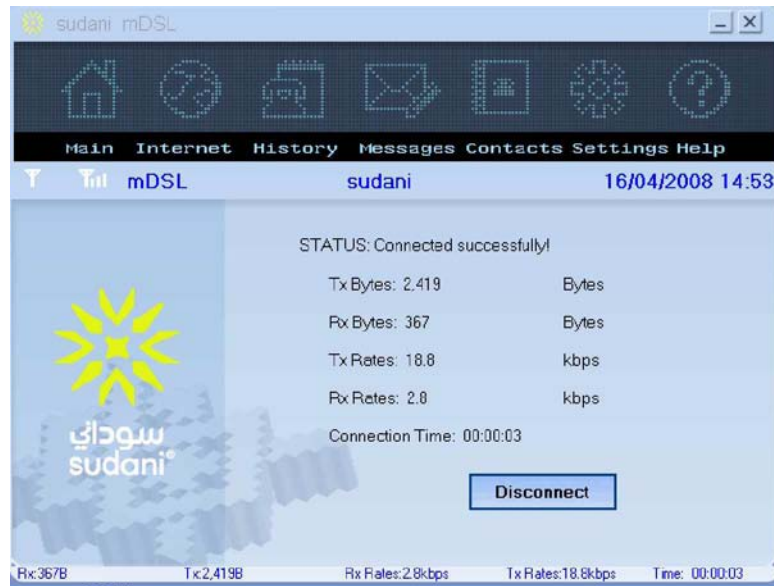 sudani mDSL
Main Internet History Messages Contacts Settings Help
mDSL sudani 16/04/2008 14:53
STATUS: Connected successfully!
Tx Bytes: 2,419 Bytes
Rx Bytes: 367 Bytes
Tx Rates: 18.8 kbps
Rx Rates: 2.8 kbps
Connection Time: 00:00:03
سوداني
sudani®
Disconnect
Rx:367B Tx:2,419B Rx Rates:2.8kbps Tx Rates:18.8kbps Time: 00:00:03